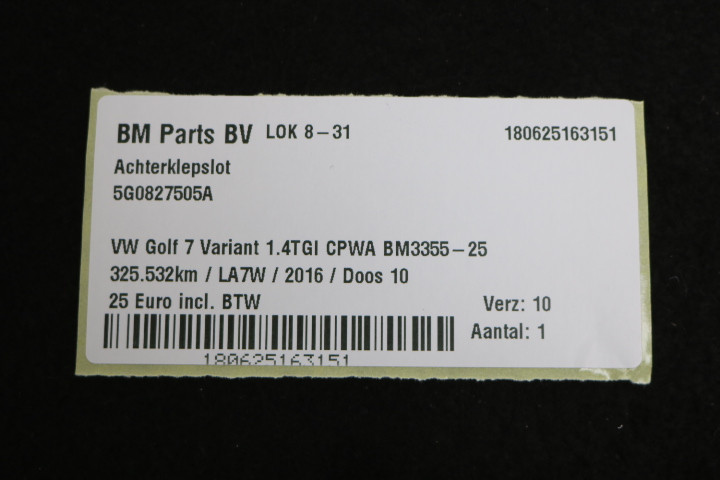 BM Parts BV LOK 8-31 180625163151
Achterklepslot
5G0827505A
VW Golf 7 Variant 1.4TGI CPWA BM3355-25
325.532km / LA7W / 2016 / Doos 10
25 Euro incl. BTW Verz: 10
Aantal: 1
180625163151